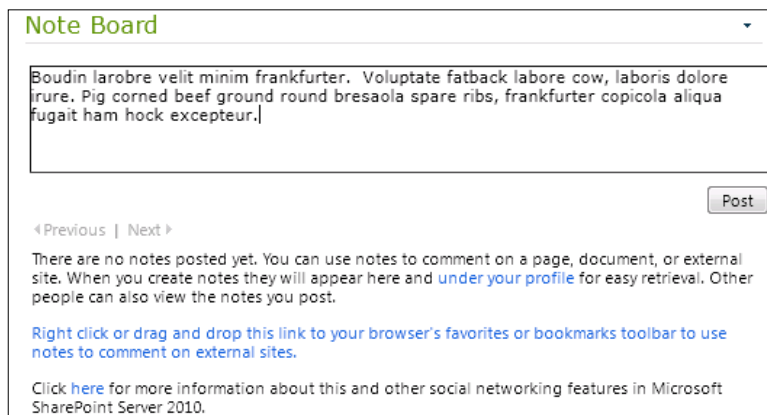 Note Board
Boudin larobre velit minim frankfurter.  Voluptate fatback labore cow, laboris dolore
irure. Pig corned beef ground round bresaola spare ribs, frankfurter copicola aliqua
fugait ham hock excepteur.
Post
Previous | Next
There are no notes posted yet. You can use notes to comment on a page, document, or external
site. When you create notes they will appear here and under your profile for easy retrieval. Other
people can also view the notes you post.
Right click or drag and drop this link to your browser's favorites or bookmarks toolbar to use
notes to comment on external sites.
Click here for more information about this and other social networking features in Microsoft
SharePoint Server 2010.